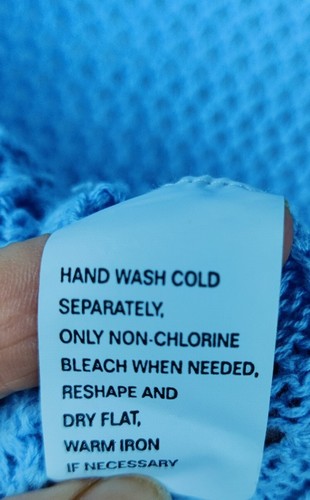 HAND WASH COLD
SEPARATELY,
ONLY NON-CHLORINE
BLEACH WHEN NEEDED,
RESHAPE AND
DRY FLAT,
WARM IRON
IF NECESSARY